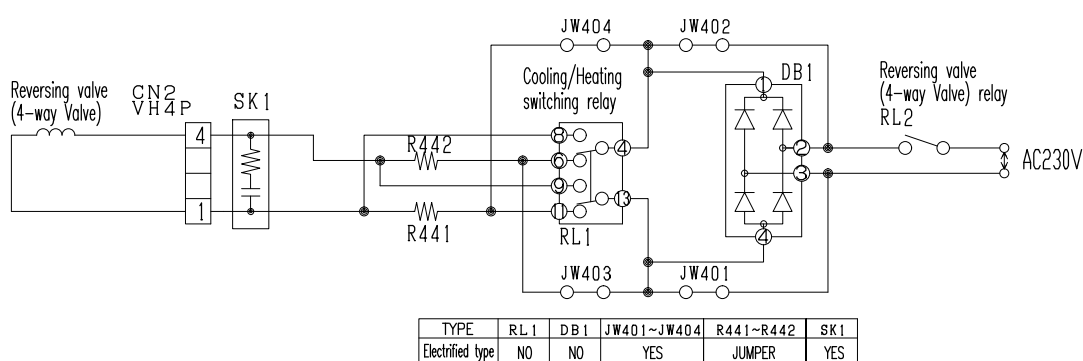 JW404
JW402
Reversing valve
(4-way Valve)
CN2
VH4P
SK1
Cooling/Heating
switching relay
DB1
Reversing valve
(4-way Valve) relay
RL2
1
4
R442
8
6
4
2
AC230V
3
9
1
R441
11
13
RL1
4
JW403
JW401
TYPE RL1 DB1 JW401~JW404 R441~R442 SK1
Electrified type NO NO YES JUMPER YES